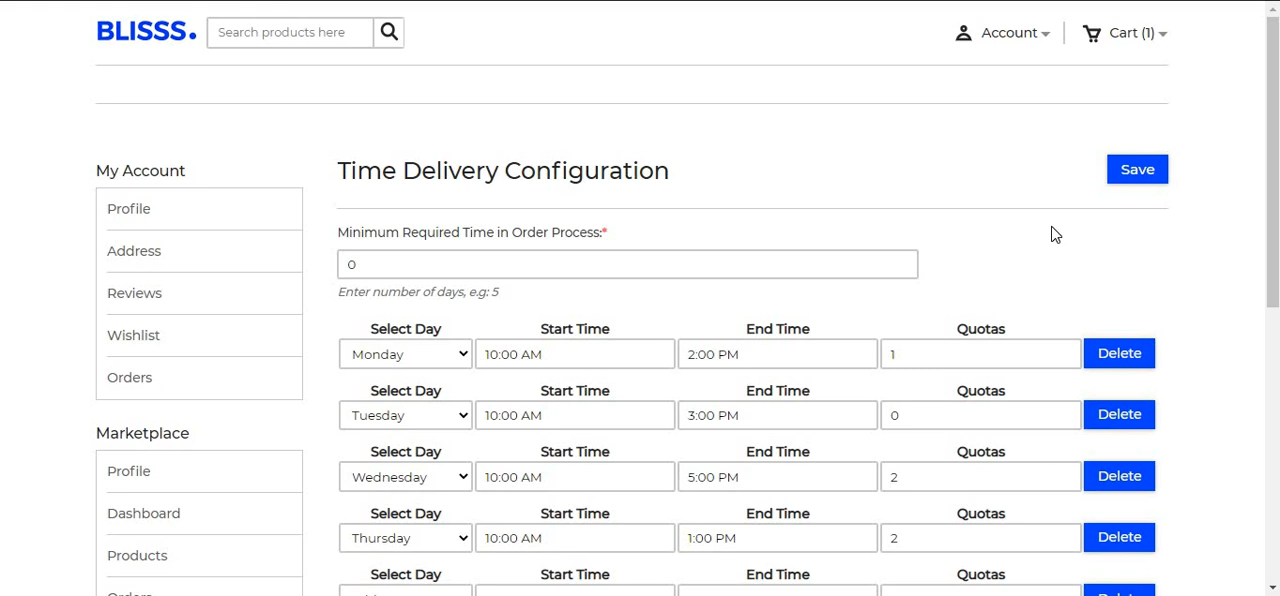 BLISSS.
Search products here
Account
Cart (1)
My Account
Profile
Address
Reviews
Wishlist
Orders
Marketplace
Profile
Dashboard
Products
Time Delivery Configuration
Save
Minimum Required Time in Order Process:*
0
Enter number of days, e.g: 5
Select Day Start Time End Time Quotas
Monday 10:00 AM 2:00 PM 1 Delete
Select Day Start Time End Time Quotas
Tuesday 10:00 AM 3:00 PM 0 Delete
Select Day Start Time End Time Quotas
Wednesday 10:00 AM 5:00 PM 2 Delete
Select Day Start Time End Time Quotas
Thursday 10:00 AM 1:00 PM 2 Delete
Select Day Start Time End Time Quotas